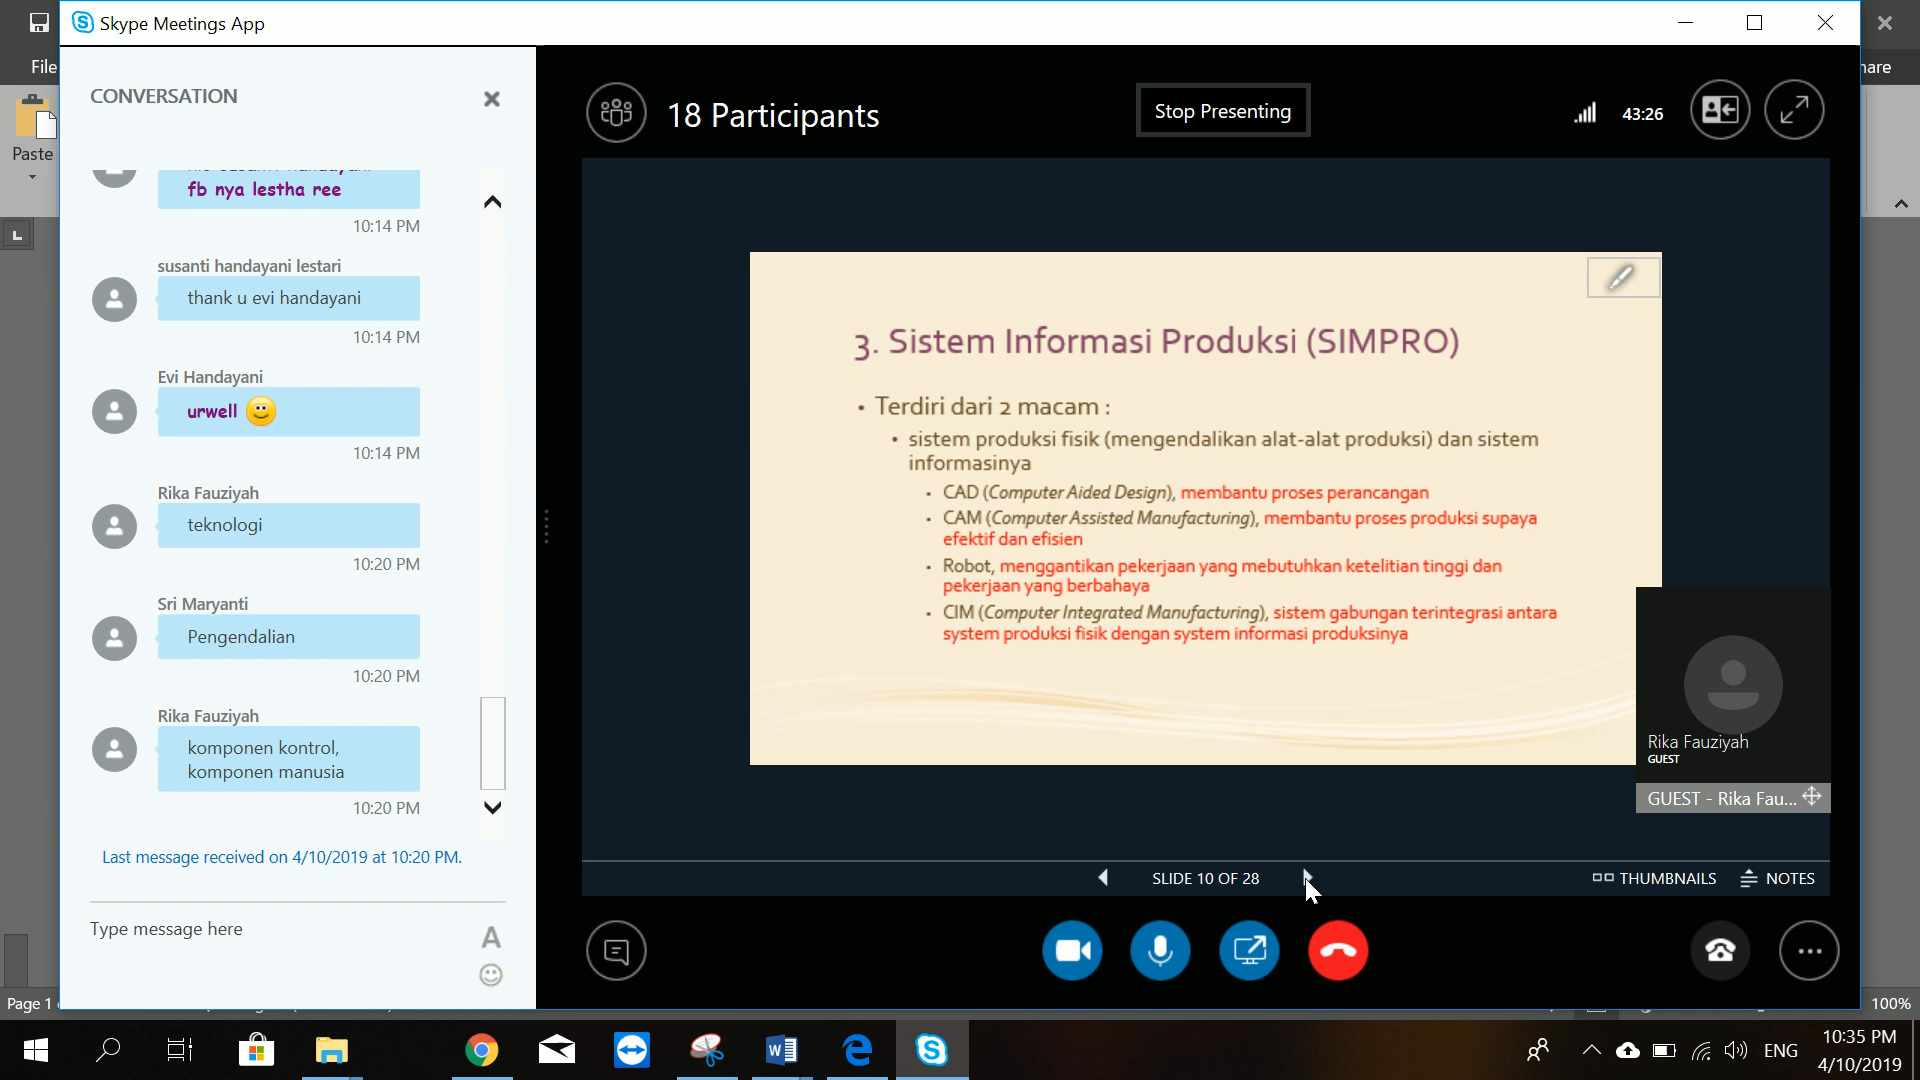 Skype Meetings App
File
hare
Paste
CONVERSATION
18 Participants
Stop Presenting
43:26
fb nya lestha ree
10:14 PM
susanti handayani lestari
thank u evi handayani
10:14 PM
Evi Handayani
urwell
10:14 PM
Rika Fauziyah
teknologi
10:20 PM
Sri Maryanti
Pengendalian
10:20 PM
Rika Fauziyah
komponen kontrol,
komponen manusia
10:20 PM
Last message received on 4/10/2019 at 10:20 PM.
Type message here
A
3. Sistem Informasi Produksi (SIMPRO)
• Terdiri dari 2 macam :
• sistem produksi fisik (mengendalikan alat-alat produksi) dan sistem
informasinya
• CAD (Computer Aided Design), membantu proses perancangan
• CAM (Computer Assisted Manufacturing), membantu proses produksi supaya
efektif dan efisien
• Robot, menggantikan pekerjaan yang mebutuhkan ketelitian tinggi dan
pekerjaan yang berbahaya
• CIM (Computer Integrated Manufacturing), sistem gabungan terintegrasi antara
system produksi fisik dengan system informasi produksinya
Rika Fauziyah
GUEST
GUEST - Rika Fau...
SLIDE 10 OF 28
THUMBNAILS
NOTES
Page 1
100%
ENG
10:35 PM
4/10/2019